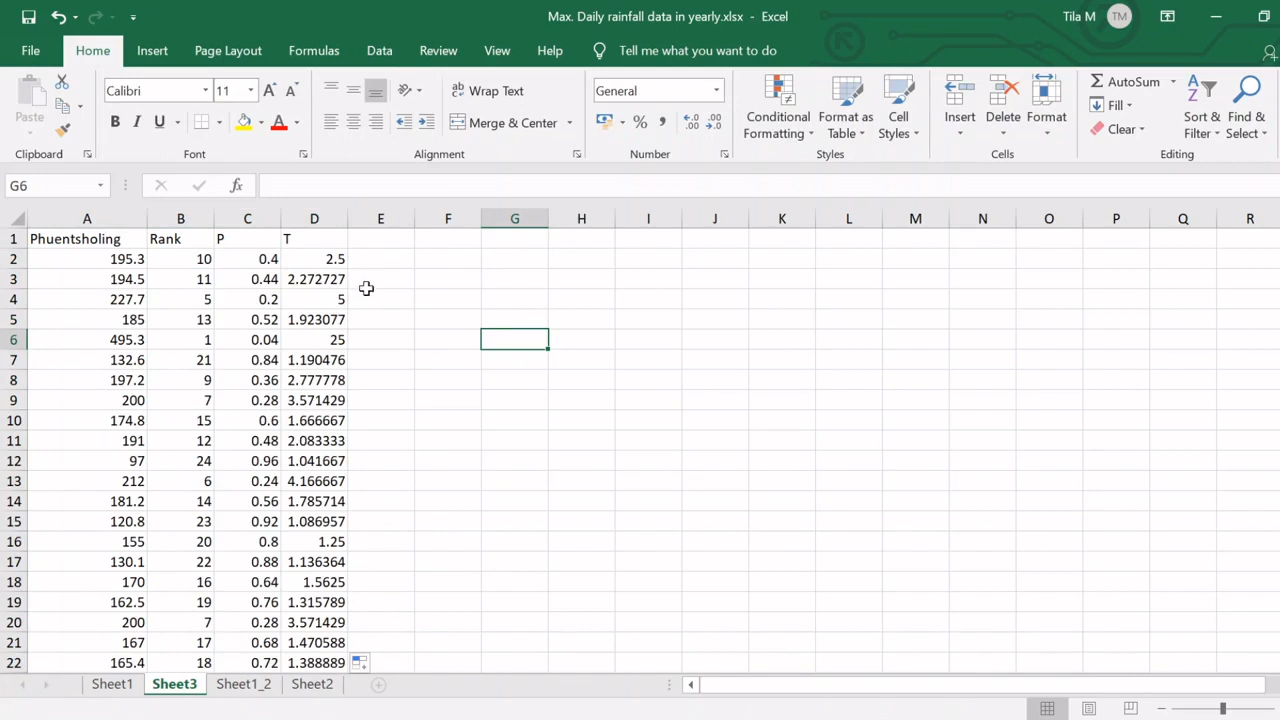 Max. Daily rainfall data in yearly.xlsx - Excel
Tila M TM
File Home Insert Page Layout Formulas Data Review View Help Tell me what you want to do
Paste
Calibri 11 A A
B I U A
ab Wrap Text
Merge & Center
General
% , .00
Conditional Formatting
Format as Table
Cell Styles
Insert Delete Format
AutoSum
Fill
Clear
Sort & Filter
Find & Select
Clipboard Font Alignment Number Styles Cells Editing
G6 fx
A B C D E F G H I J K L M N O P Q R
1 Phuentsholing Rank P T
2 195.3 10 0.4 2.5
3 194.5 11 0.44 2.272727
4 227.7 5 0.2 5
5 185 13 0.52 1.923077
6 495.3 1 0.04 25
7 132.6 21 0.84 1.190476
8 197.2 9 0.36 2.777778
9 200 7 0.28 3.571429
10 174.8 15 0.6 1.666667
11 191 12 0.48 2.083333
12 97 24 0.96 1.041667
13 212 6 0.24 4.166667
14 181.2 14 0.56 1.785714
15 120.8 23 0.92 1.086957
16 155 20 0.8 1.25
17 130.1 22 0.88 1.136364
18 170 16 0.64 1.5625
19 162.5 19 0.76 1.315789
20 200 7 0.28 3.571429
21 167 17 0.68 1.470588
22 165.4 18 0.72 1.388889
Sheet1 Sheet3 Sheet1_2 Sheet2